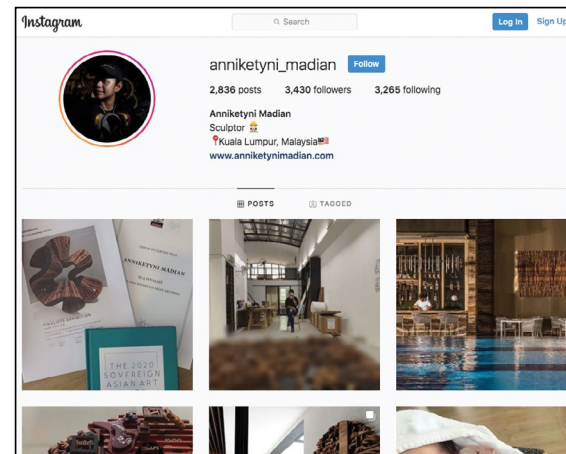 Instagram
Search
Log In
Sign Up
anniketyni_madian
Follow
2,836 posts 3,430 followers 3,265 following
Anniketyni Madian
Sculptor
Kuala Lumpur, Malaysia
www.anniketynimadian.com
POSTS
TAGGED
ANNIKETYNI MADIAN
THE 2020
SOVEREIGN
ASIAN ART